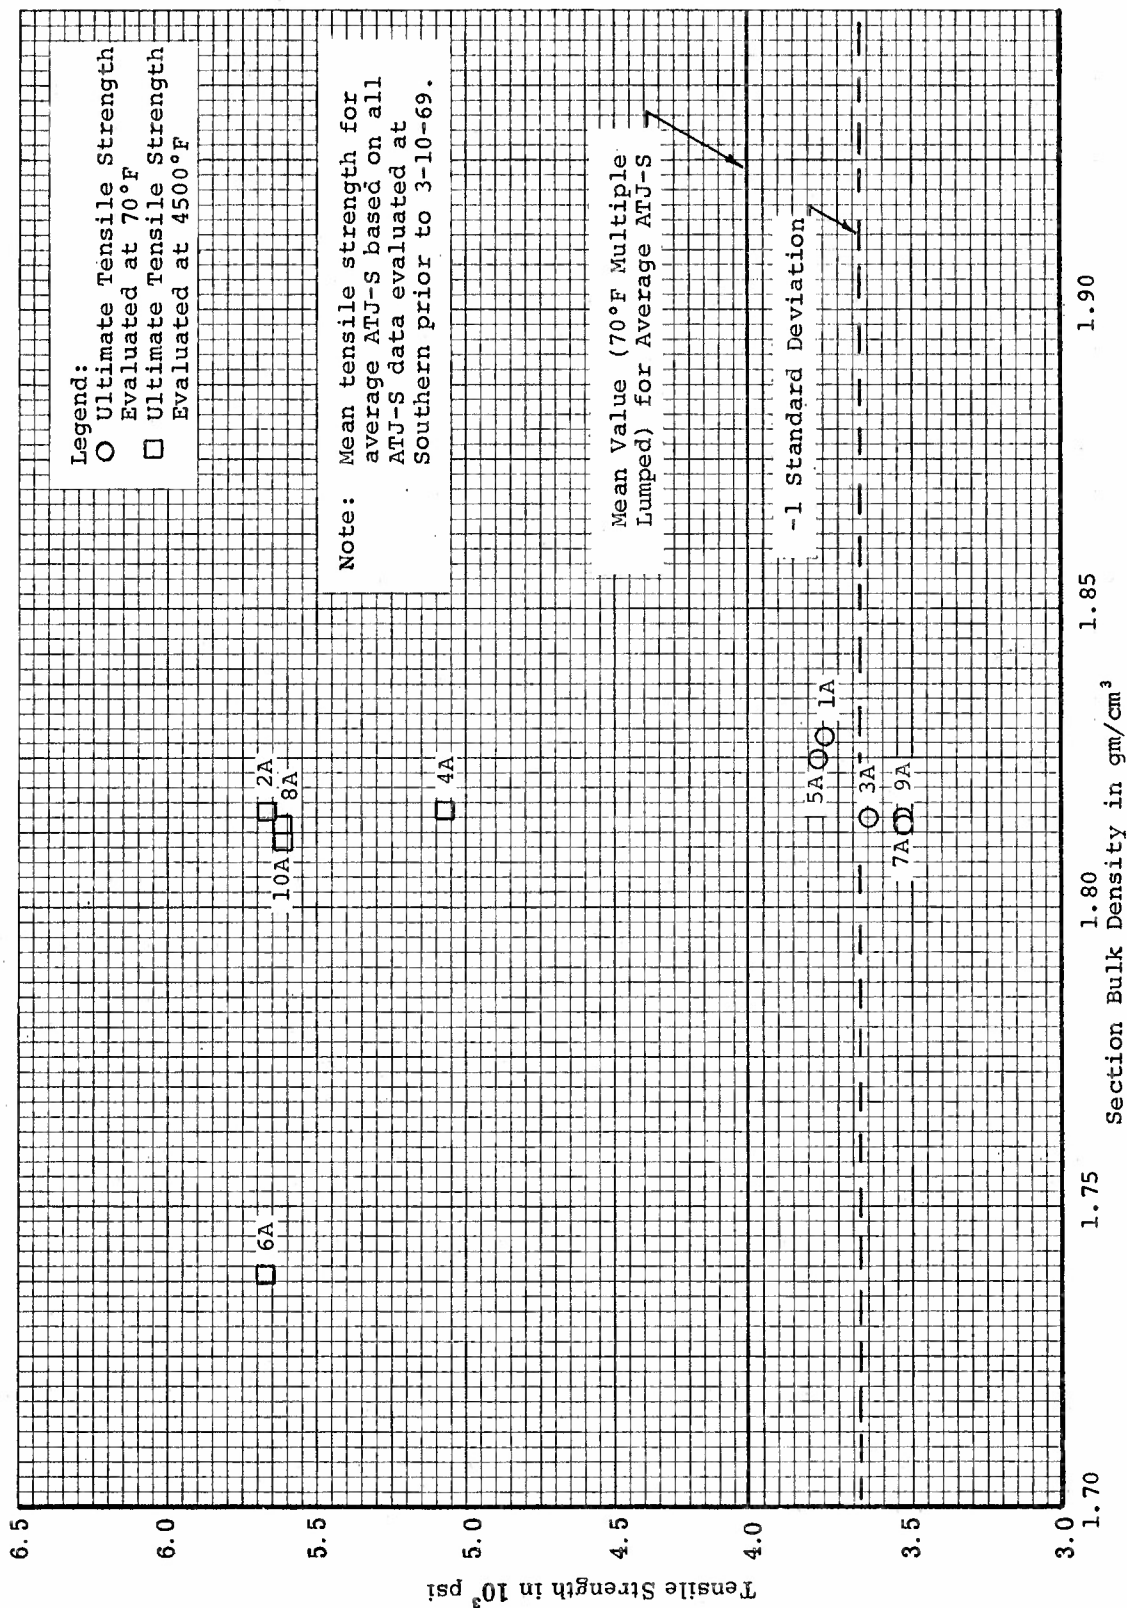 Legend:
Ultimate Tensile Strength
Evaluated at 70°F
Ultimate Tensile Strength
Evaluated at 4500°F
Note: Mean tensile strength for
average ATJ-S based on all
ATJ-S data evaluated at
Southern prior to 3-10-69.
Mean Value (70°F Multiple
Lumped) for Average ATJ-S
-1 Standard Deviation
6A
2A
8A
10A
4A
5A
1A
3A
7A
9A
Tensile Strength in 10³ psi
6.5
6.0
5.5
5.0
4.5
4.0
3.5
3.0
1.70
1.75
1.80
1.85
1.90
Section Bulk Density in gm/cm³